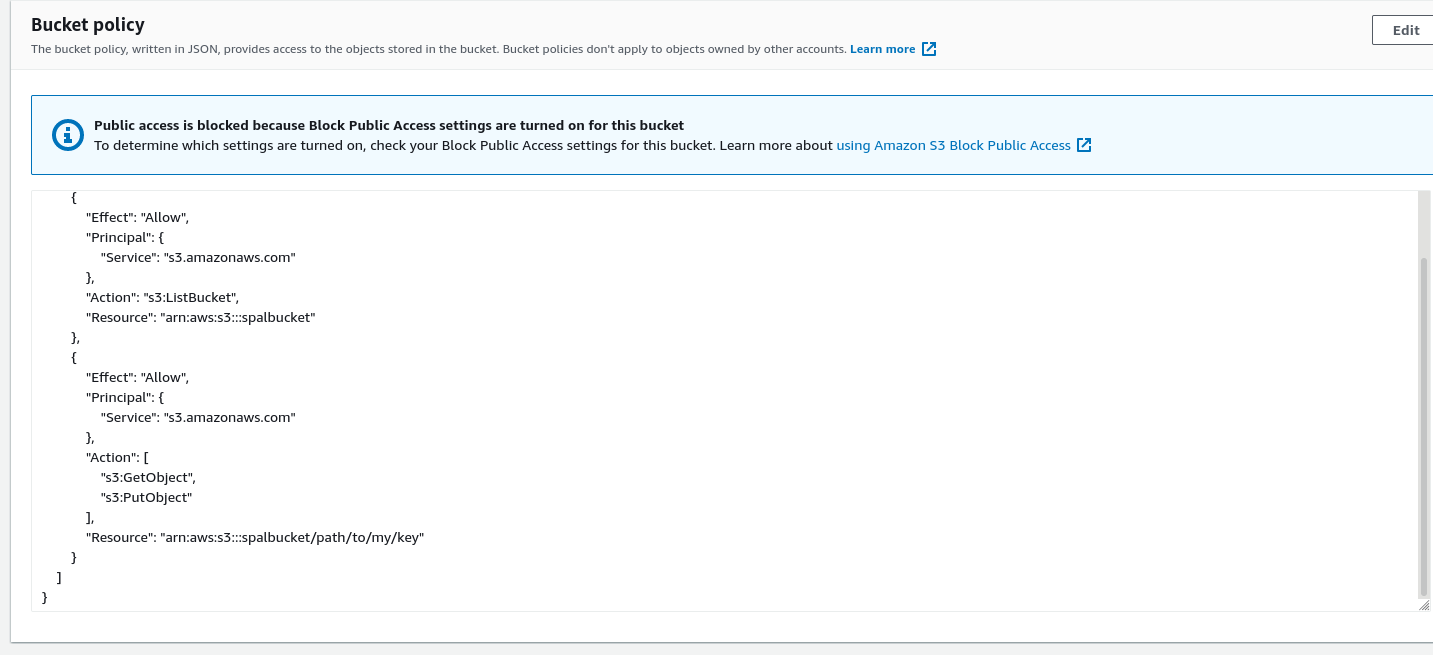 Bucket policy
Edit
The bucket policy, written in JSON, provides access to the objects stored in the bucket. Bucket policies don't apply to objects owned by other accounts. Learn more
Public access is blocked because Block Public Access settings are turned on for this bucket
To determine which settings are turned on, check your Block Public Access settings for this bucket. Learn more about using Amazon S3 Block Public Access
{
"Effect": "Allow",
"Principal": {
"Service": "s3.amazonaws.com"
},
"Action": "s3:ListBucket",
"Resource": "arn:aws:s3:::spalbucket"
},
{
"Effect": "Allow",
"Principal": {
"Service": "s3.amazonaws.com"
},
"Action": [
"s3:GetObject",
"s3:PutObject"
],
"Resource": "arn:aws:s3:::spalbucket/path/to/my/key"
}
]
}